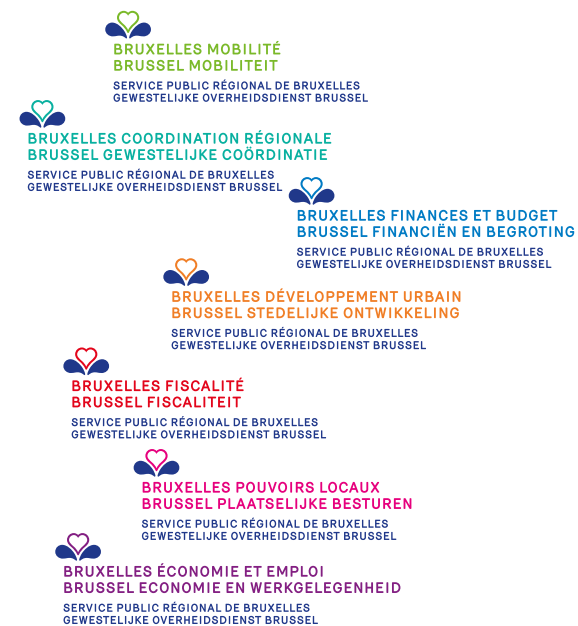 BRUXELLES MOBILITÉ
BRUSSEL MOBILITEIT
SERVICE PUBLIC RÉGIONAL DE BRUXELLES
GEWESTELIJKE OVERHEIDSDIENST BRUSSEL
BRUXELLES COORDINATION RÉGIONALE
BRUSSEL GEWESTELIJKE COÖRDINATIE
SERVICE PUBLIC RÉGIONAL DE BRUXELLES
GEWESTELIJKE OVERHEIDSDIENST BRUSSEL
BRUXELLES FINANCES ET BUDGET
BRUSSEL FINANCIËN EN BEGROTING
SERVICE PUBLIC RÉGIONAL DE BRUXELLES
GEWESTELIJKE OVERHEIDSDIENST BRUSSEL
BRUXELLES DÉVELOPPEMENT URBAIN
BRUSSEL STEDELIJKE ONTWIKKELING
SERVICE PUBLIC RÉGIONAL DE BRUXELLES
GEWESTELIJKE OVERHEIDSDIENST BRUSSEL
BRUXELLES FISCALITÉ
BRUSSEL FISCALITEIT
SERVICE PUBLIC RÉGIONAL DE BRUXELLES
GEWESTELIJKE OVERHEIDSDIENST BRUSSEL
BRUXELLES POUVOIRS LOCAUX
BRUSSEL PLAATSELIJKE BESTUREN
SERVICE PUBLIC RÉGIONAL DE BRUXELLES
GEWESTELIJKE OVERHEIDSDIENST BRUSSEL
BRUXELLES ÉCONOMIE ET EMPLOI
BRUSSEL ECONOMIE EN WERKGELEGENHEID
SERVICE PUBLIC RÉGIONAL DE BRUXELLES
GEWESTELIJKE OVERHEIDSDIENST BRUSSEL